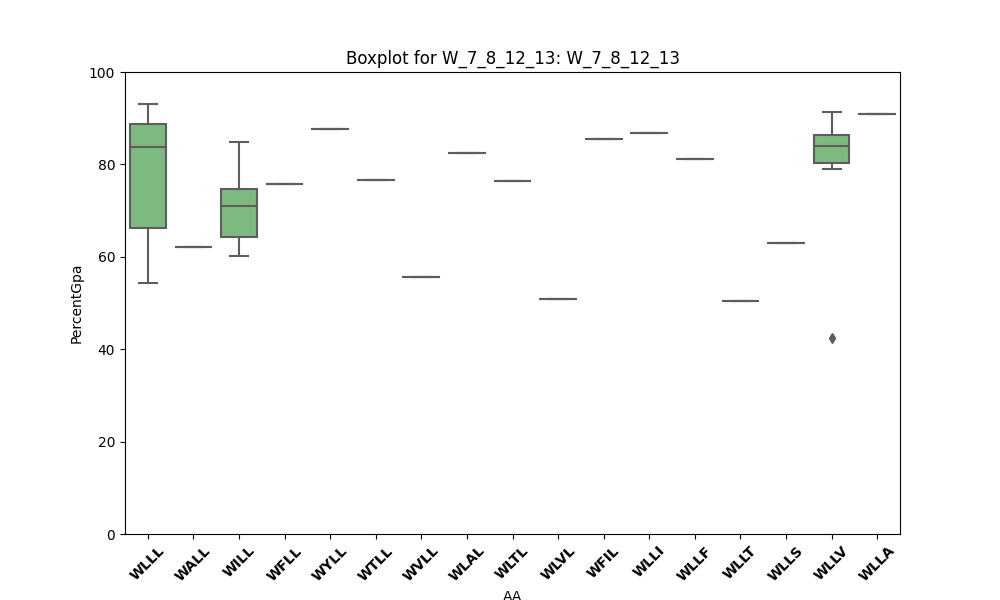 Boxplot for W_7_8_12_13: W_7_8_12_13
100
80
60
40
20
0
PercentGpa
WLLL WALL WILL WFLL WYLL WTLL WVLL WLAL WLTL WLVL WFIL WLLI WLLF WLLT WLLS WLLV WLLA
AA